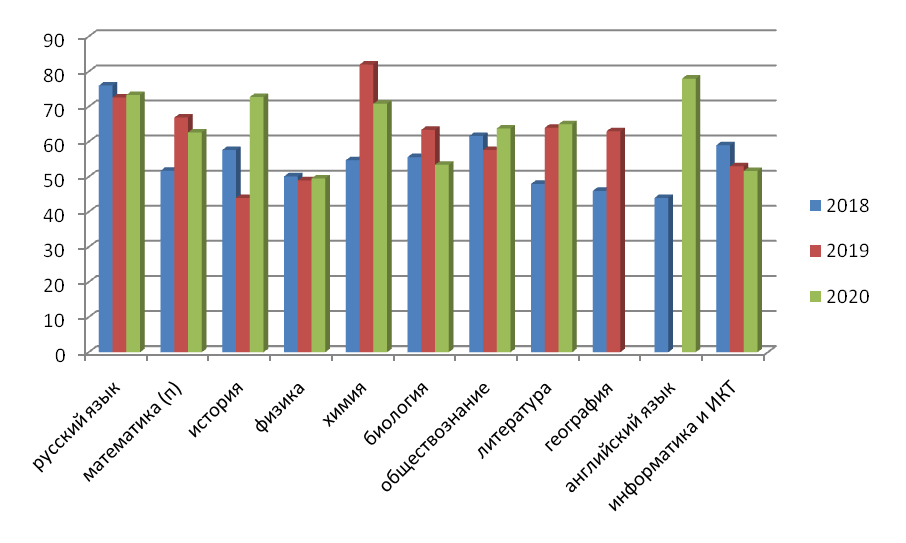 90
80
70
60
50
40
30
20
10
0
русский язык
математика (п)
история
физика
химия
биология
обществознание
литература
география
английский язык
информатика и ИКТ
2018
2019
2020